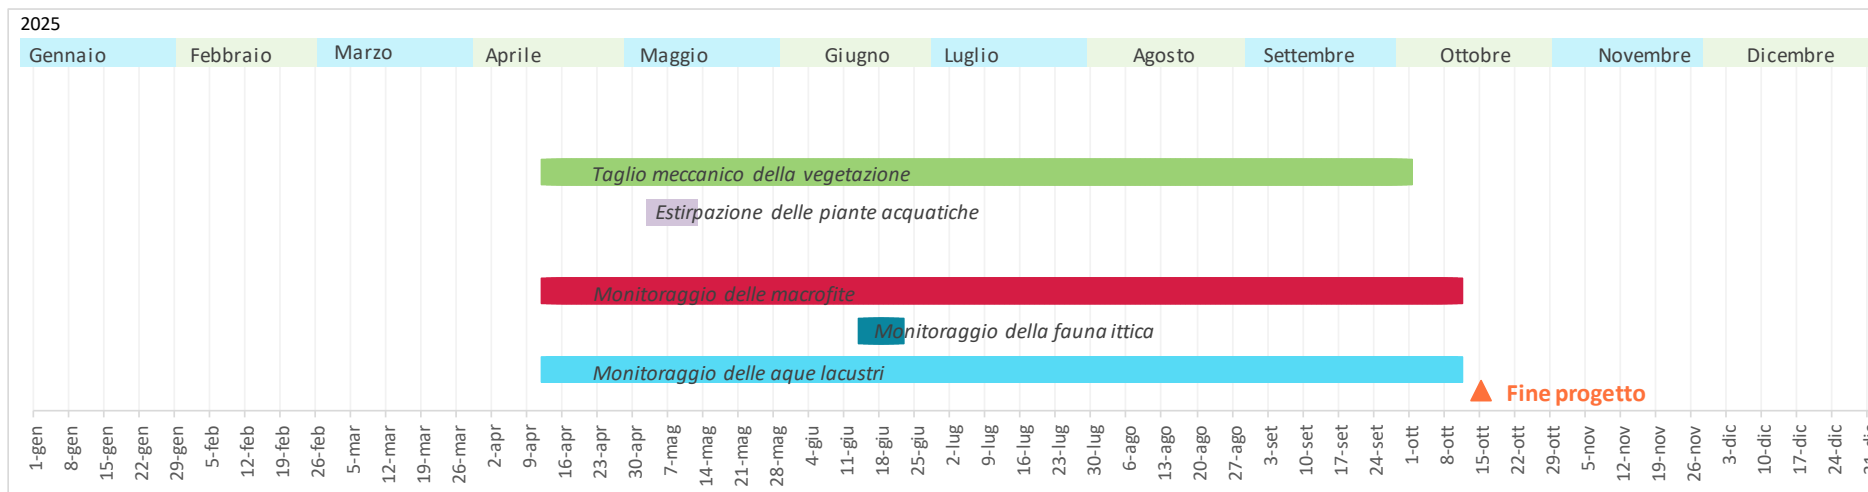 2025
Gennaio Febbraio Marzo Aprile Maggio Giugno Luglio Agosto Settembre Ottobre Novembre Dicembre
Taglio meccanico della vegetazione
Estirpazione delle piante acquatiche
Monitoraggio delle macrofite
Monitoraggio della fauna ittica
Monitoraggio delle aque lacustri
Fine progetto
1-gen 8-gen 15-gen 22-gen 29-gen 5-feb 12-feb 19-feb 26-feb 5-mar 12-mar 19-mar 26-mar 2-apr 9-apr 16-apr 23-apr 30-apr 7-mag 14-mag 21-mag 28-mag 4-giu 11-giu 18-giu 25-giu 2-lug 9-lug 16-lug 23-lug 30-lug 6-ago 13-ago 20-ago 27-ago 3-set 10-set 17-set 24-set 1-ott 8-ott 15-ott 22-ott 29-ott 5-nov 12-nov 19-nov 26-nov 3-dic 10-dic 17-dic 24-dic